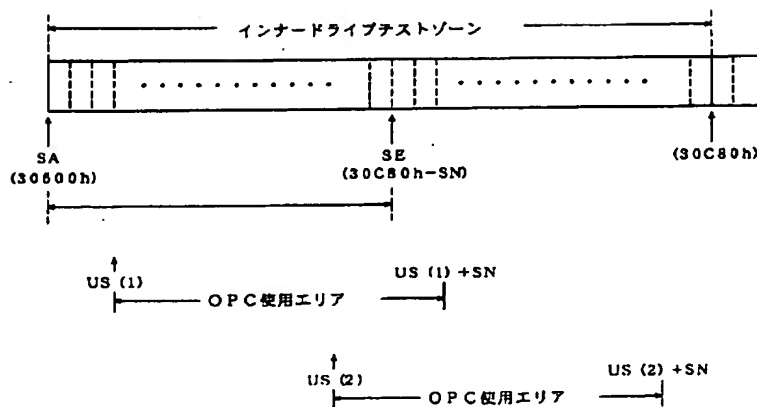 インナードライブテストゾーン
SA
(30600h)
SE
(30C80h-SN)
(30C80h)
US (1)
US (1) +SN
OPC使用エリア
US (2)
US (2) +SN
OPC使用エリア